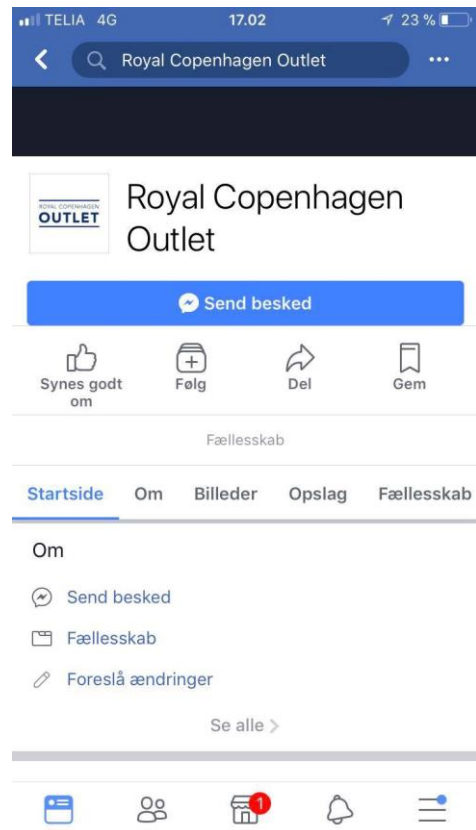 TELIA 4G 17.02 23 %
Royal Copenhagen Outlet
ROYAL COPENHAGEN
OUTLET
Royal Copenhagen
Outlet
Send besked
Synes godt
om
Følg
Del
Gem
Fællesskab
Startside Om Billeder Opslag Fællesskab
Om
Send besked
Fællesskab
Foreslå ændringer
Se alle
1